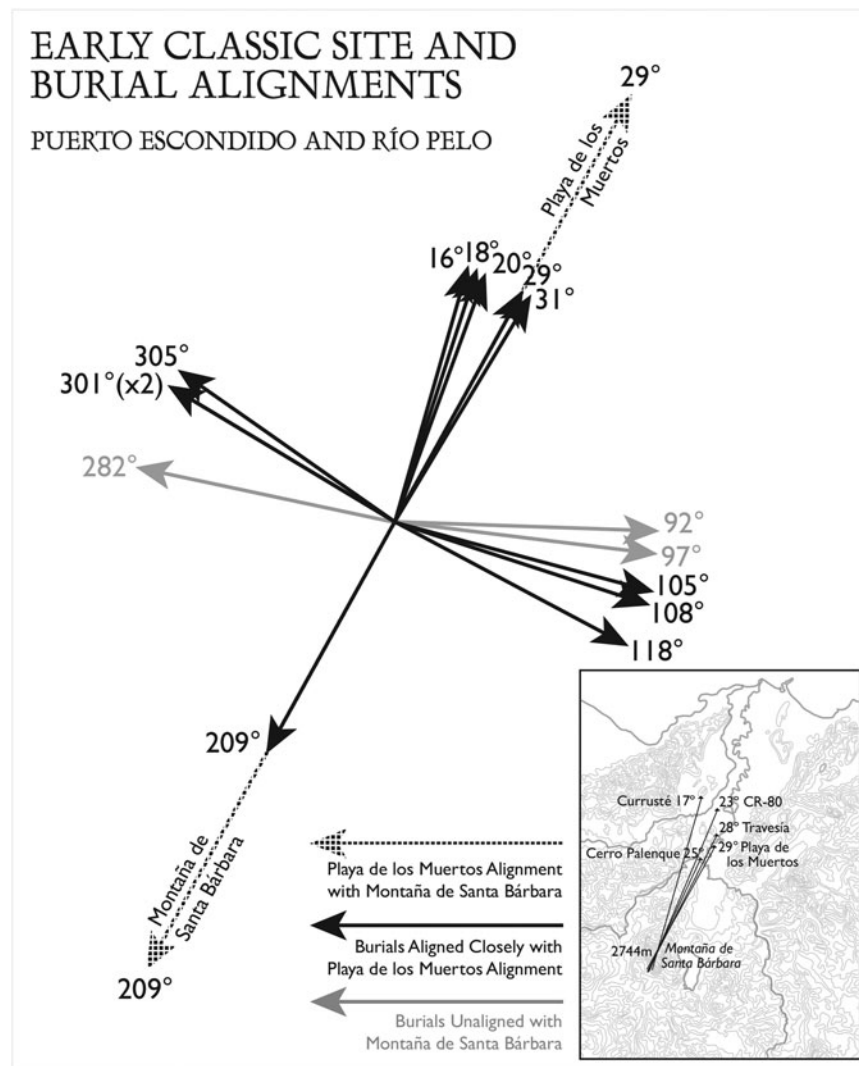 EARLY CLASSIC SITE AND
BURIAL ALIGNMENTS
PUERTO ESCONDIDO AND RÍO PELO
29°
Playa de los
Muertos
16°
18°
20°
29°
31°
305°
301°(x2)
282°
92°
97°
105°
108°
118°
209°
Montaña de
Santa Bárbara
209°
Playa de los Muertos Alignment
with Montaña de Santa Bárbara
Burials Aligned Closely with
Playa de los Muertos Alignment
Burials Unaligned with
Montaña de Santa Bárbara
Currusté 17°
23° CR-80
28° Travesía
Cerro Palenque 25°
29° Playa de
los Muertos
2744m
Montaña de
Santa Bárbara